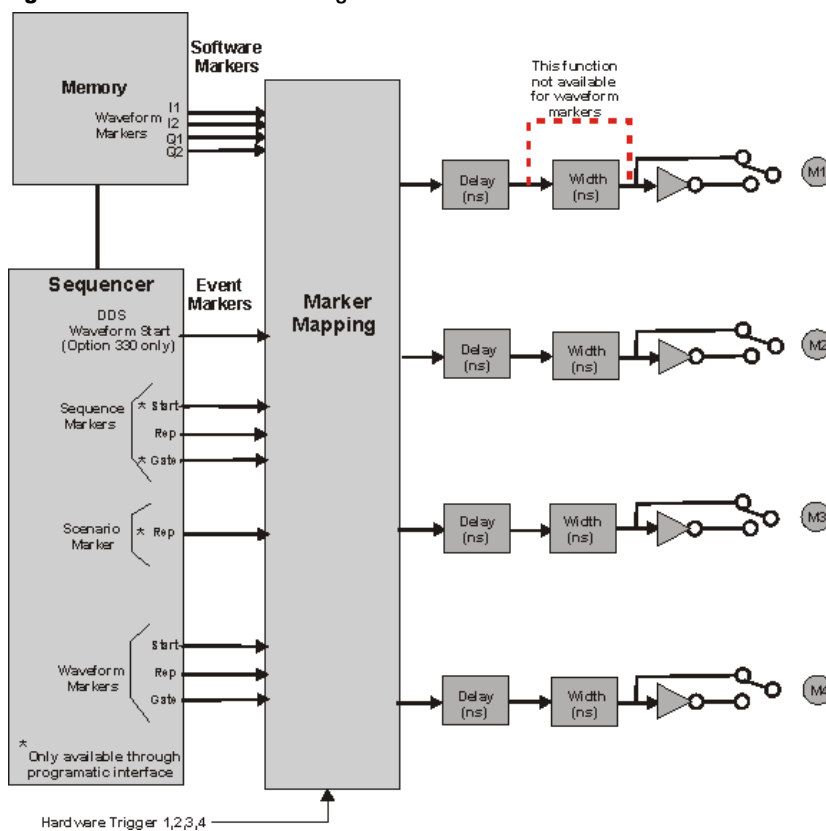 Software
Markers
Memory
Waveform
Markers
I1
I2
Q1
Q2
This function
not available
for waveform
markers
Delay
(ns)
Width
(ns)
M1
Sequencer
Event
Markers
DDS
Waveform Start
(Option 330 only)
Marker
Mapping
Delay
(ns)
Width
(ns)
M2
Sequence
Markers
* Start
Rep
* Gate
Scenario
Marker
* Rep
Delay
(ns)
Width
(ns)
M3
Waveform
Markers
Start
Rep
Gate
Delay
(ns)
Width
(ns)
M4
*
Only available through
programatic interface
Hardware Trigger 1,2,3,4